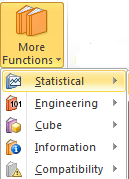 More
Functions
Statistical
Engineering
Cube
Information
Compatibility